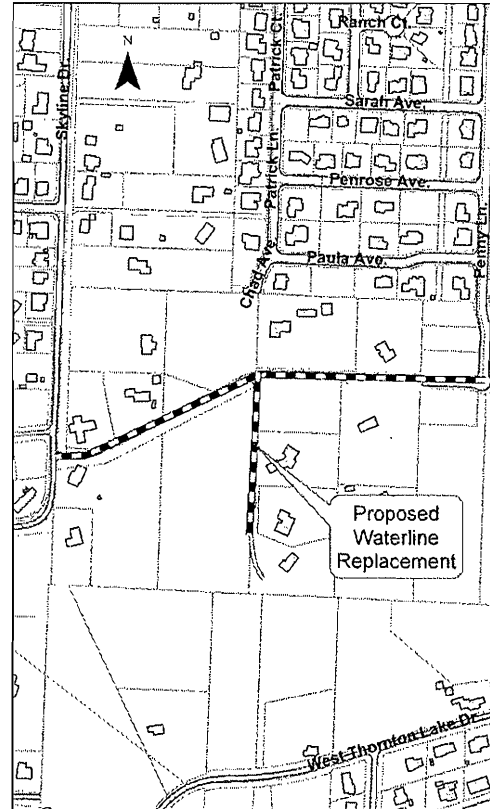 Ranch Ct.
N
Patrick Ct.
Skyline Dr.
Sarah Ave.
Patrick Ln.
Penrose Ave.
Penny Ln.
Chad Ave.
Paula Ave.
Proposed
Waterline
Replacement
West Thornton Lake Dr.